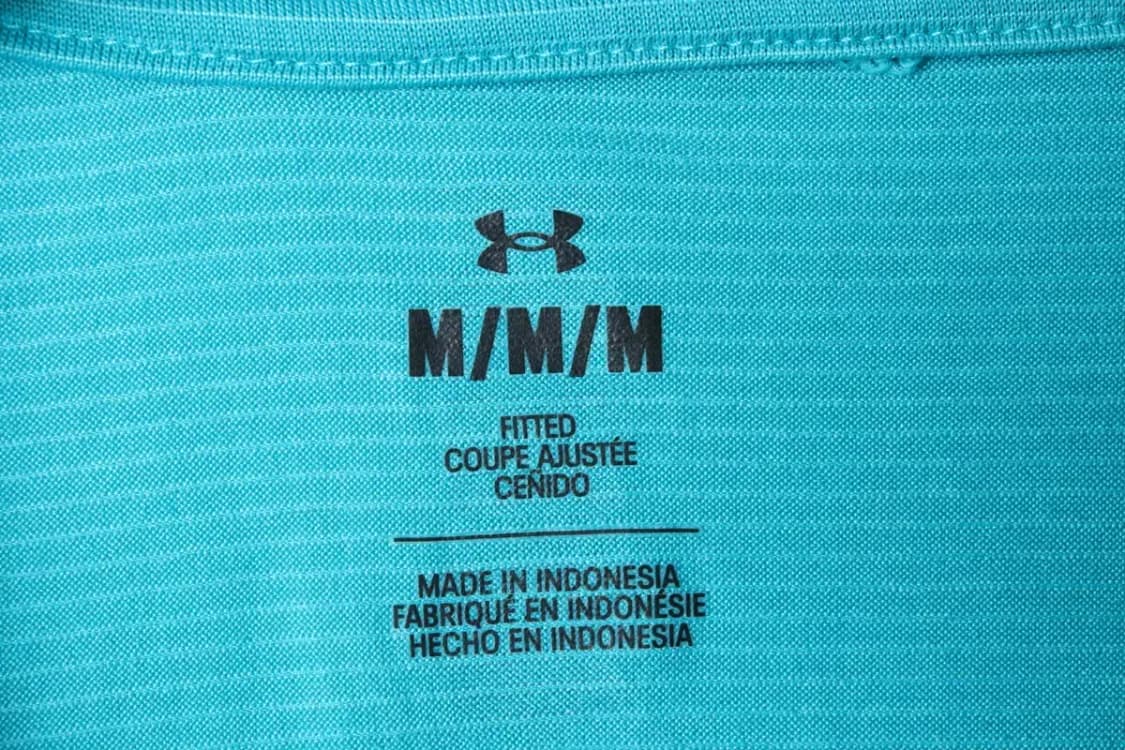 M/M/M
FITTED
COUPE AJUSTÉE
CEÑIDO
MADE IN INDONESIA
FABRIQUÉ EN INDONÉSIE
HECHO EN INDONESIA